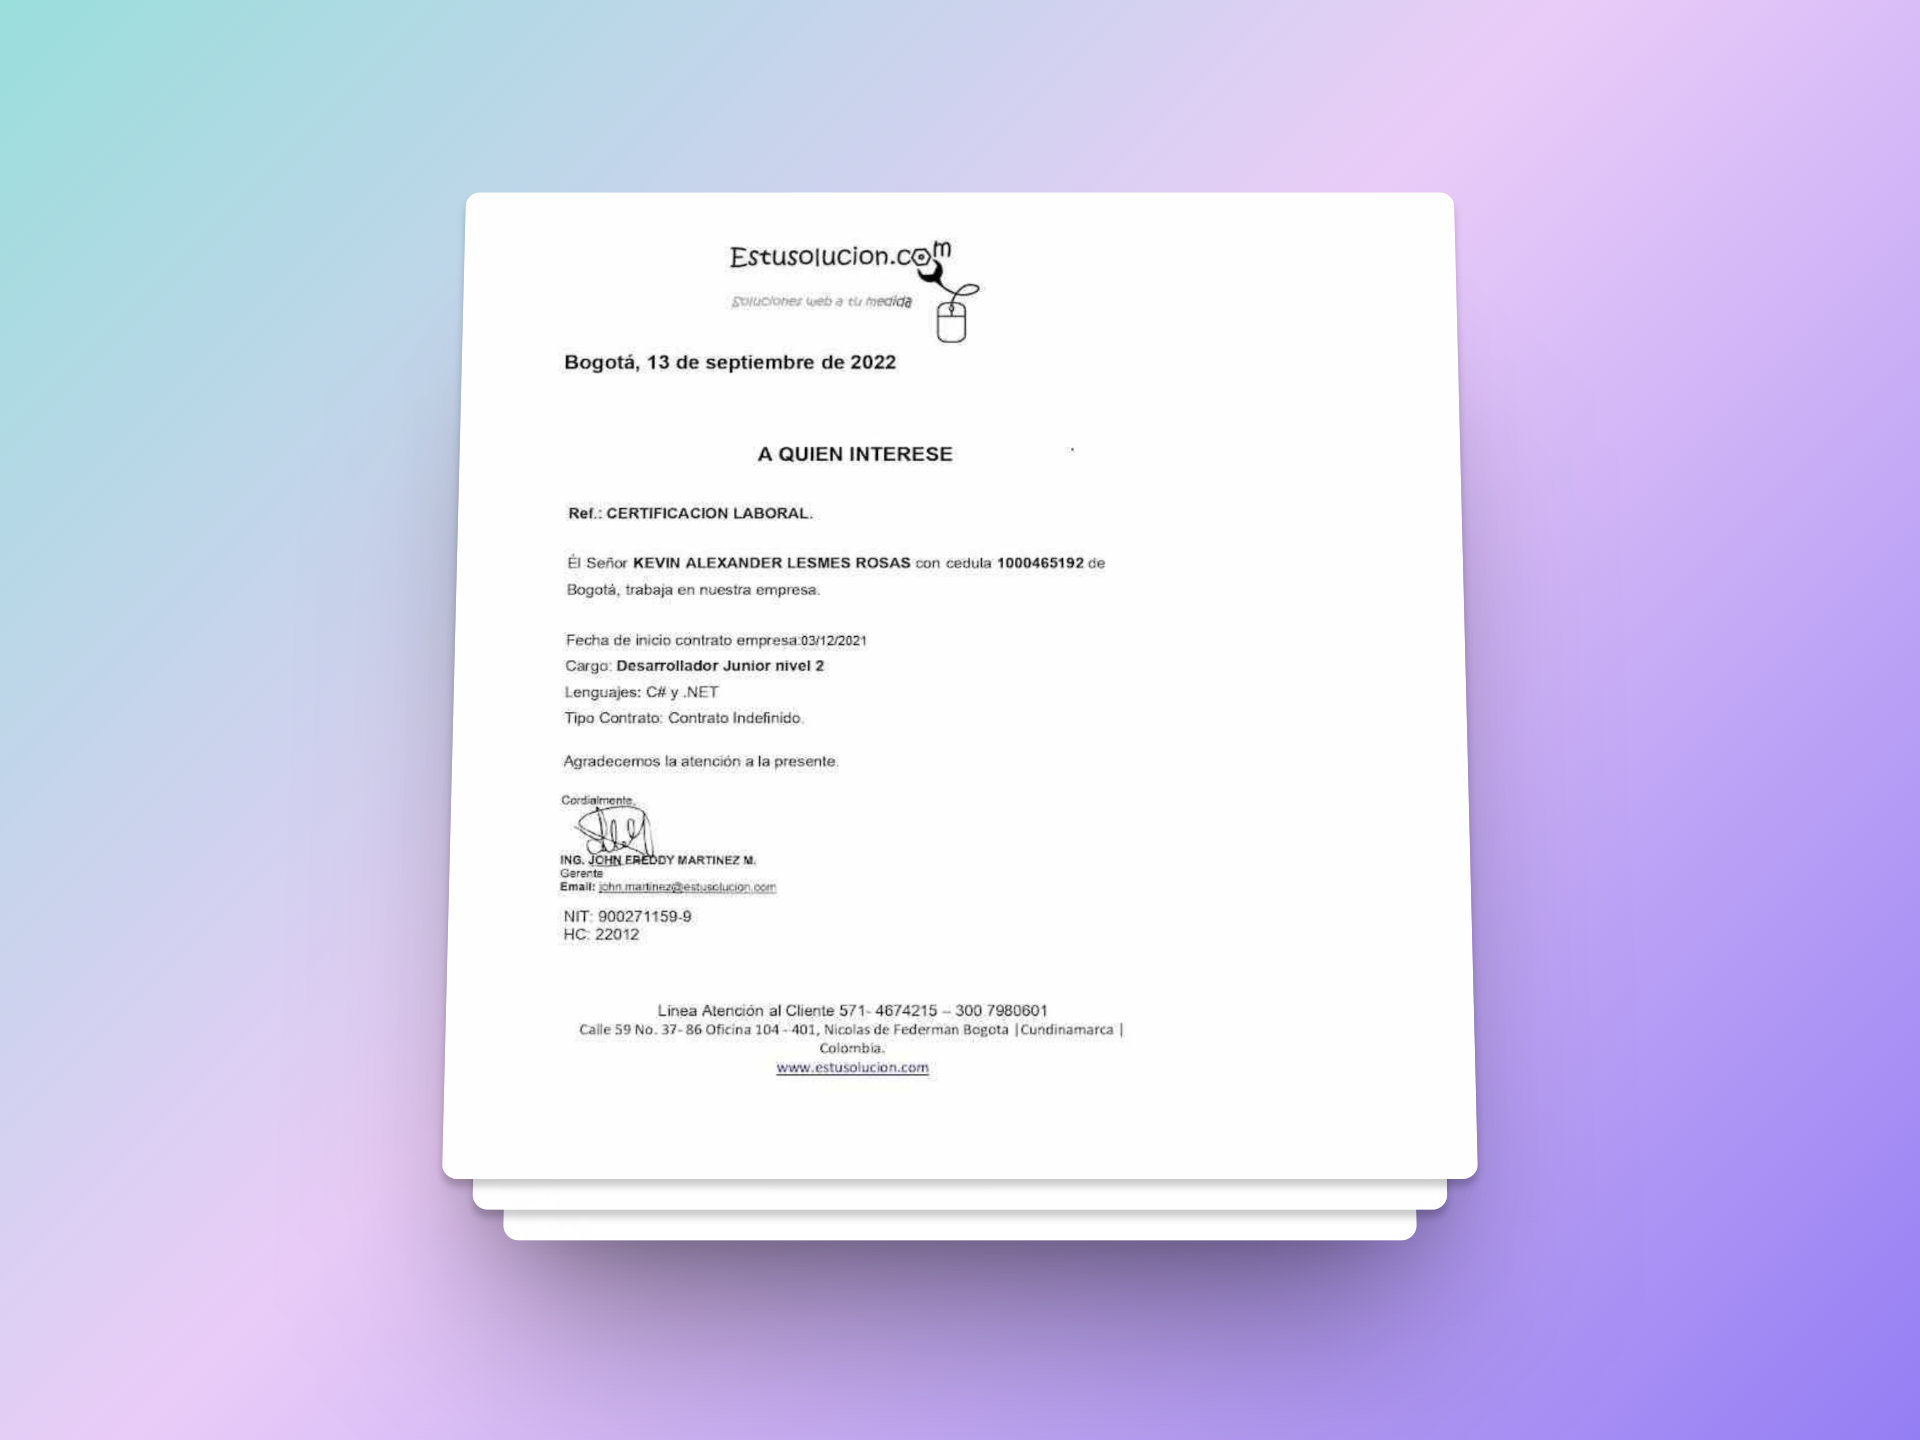 Estusolucion.com
Soluciones web a tu medida
Bogotá, 13 de septiembre de 2022
A QUIEN INTERESE
Ref.: CERTIFICACION LABORAL.
Él Señor KEVIN ALEXANDER LESMES ROSAS con cedula 1000465192 de
Bogotá, trabaja en nuestra empresa.
Fecha de inicio contrato empresa:03/12/2021
Cargo: Desarrollador Junior nivel 2
Lenguajes: C# y .NET
Tipo Contrato: Contrato Indefinido.
Agradecemos la atención a la presente.
Cordialmente,
ING. JOHN FREDDY MARTINEZ M.
Gerente
Email: john.martinez@estusolucion.com
NIT: 900271159-9
HC: 22012
Línea Atención al Cliente 571- 4674215 – 300 7980601
Calle 59 No. 37- 86 Oficina 104 - 401, Nicolas de Federman Bogota |Cundinamarca |
Colombia.
www.estusolucion.com